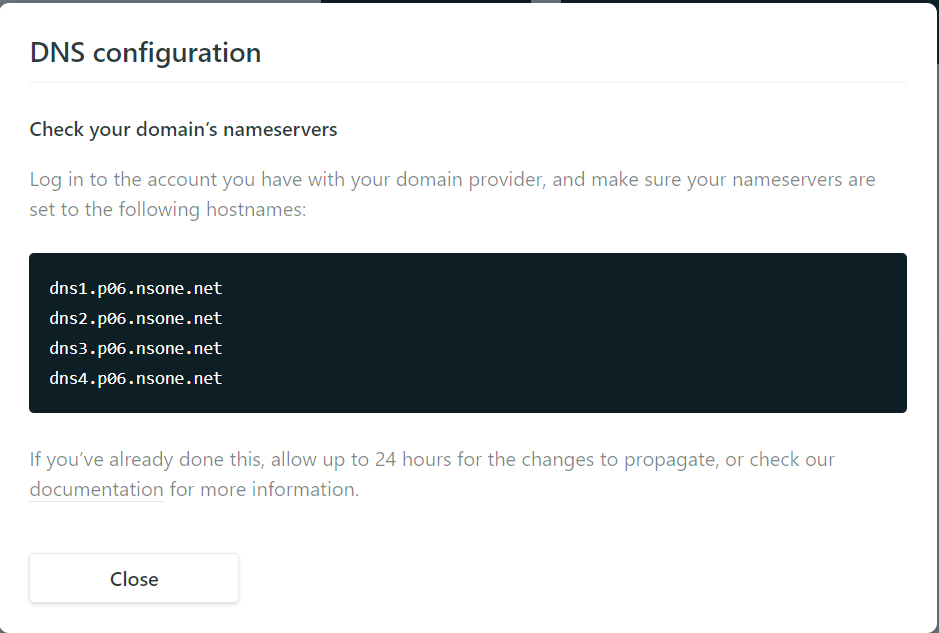 DNS configuration
Check your domain’s nameservers
Log in to the account you have with your domain provider, and make sure your nameservers are
set to the following hostnames:
dns1.p06.nsone.net
dns2.p06.nsone.net
dns3.p06.nsone.net
dns4.p06.nsone.net
If you’ve already done this, allow up to 24 hours for the changes to propagate, or check our
documentation for more information.
Close